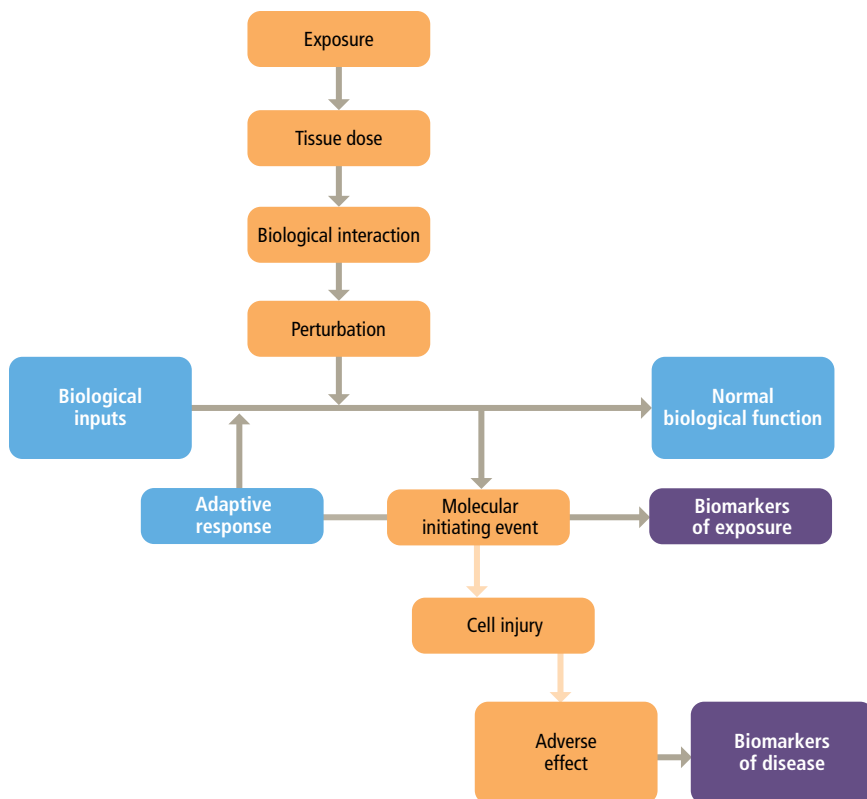 Exposure
Tissue dose
Biological interaction
Perturbation
Biological
inputs
Normal
biological function
Adaptive
response
Molecular
initiating event
Biomarkers
of exposure
Cell injury
Adverse
effect
Biomarkers
of disease